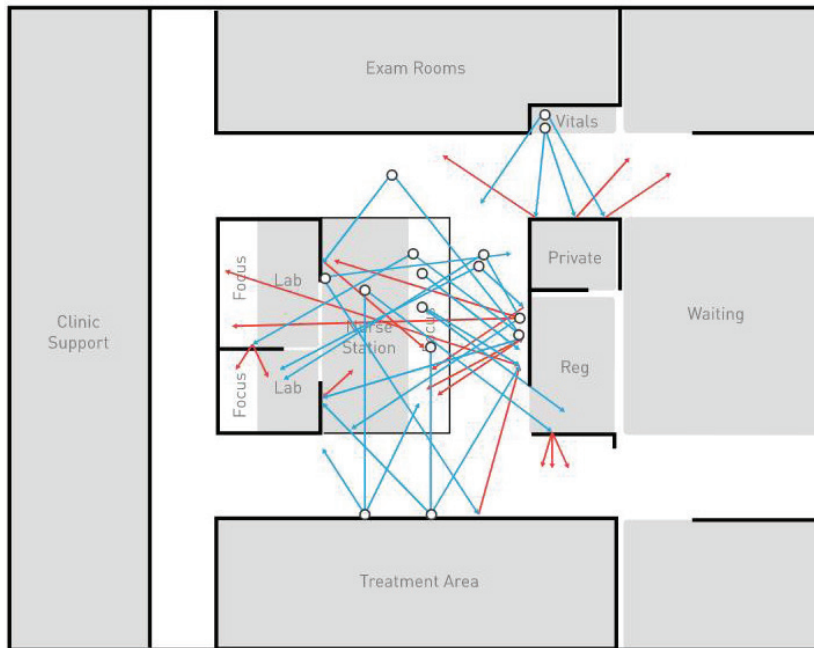 Exam Rooms
Vitals
Focus
Lab
Private
Clinic
Support
Nurse
Station
Waiting
Reg
Focus
Lab
Treatment Area